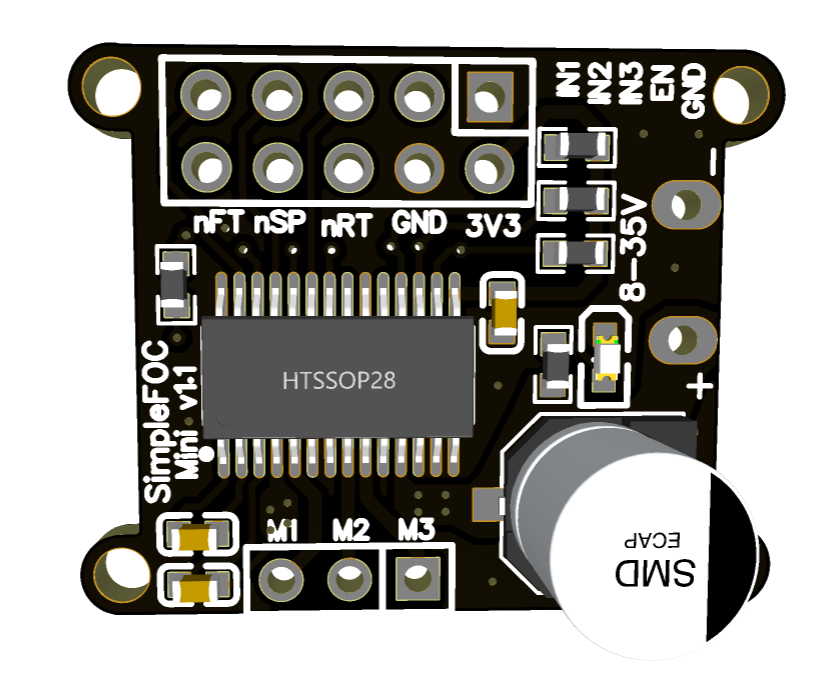 IN1
IN2
IN3
EN
GND
nFT nSP nRT GND 3V3
-
8-35V
+
HTSSOP28
SimpleFOC
Mini v1.1
M1 M2 M3
SMD
ECAP